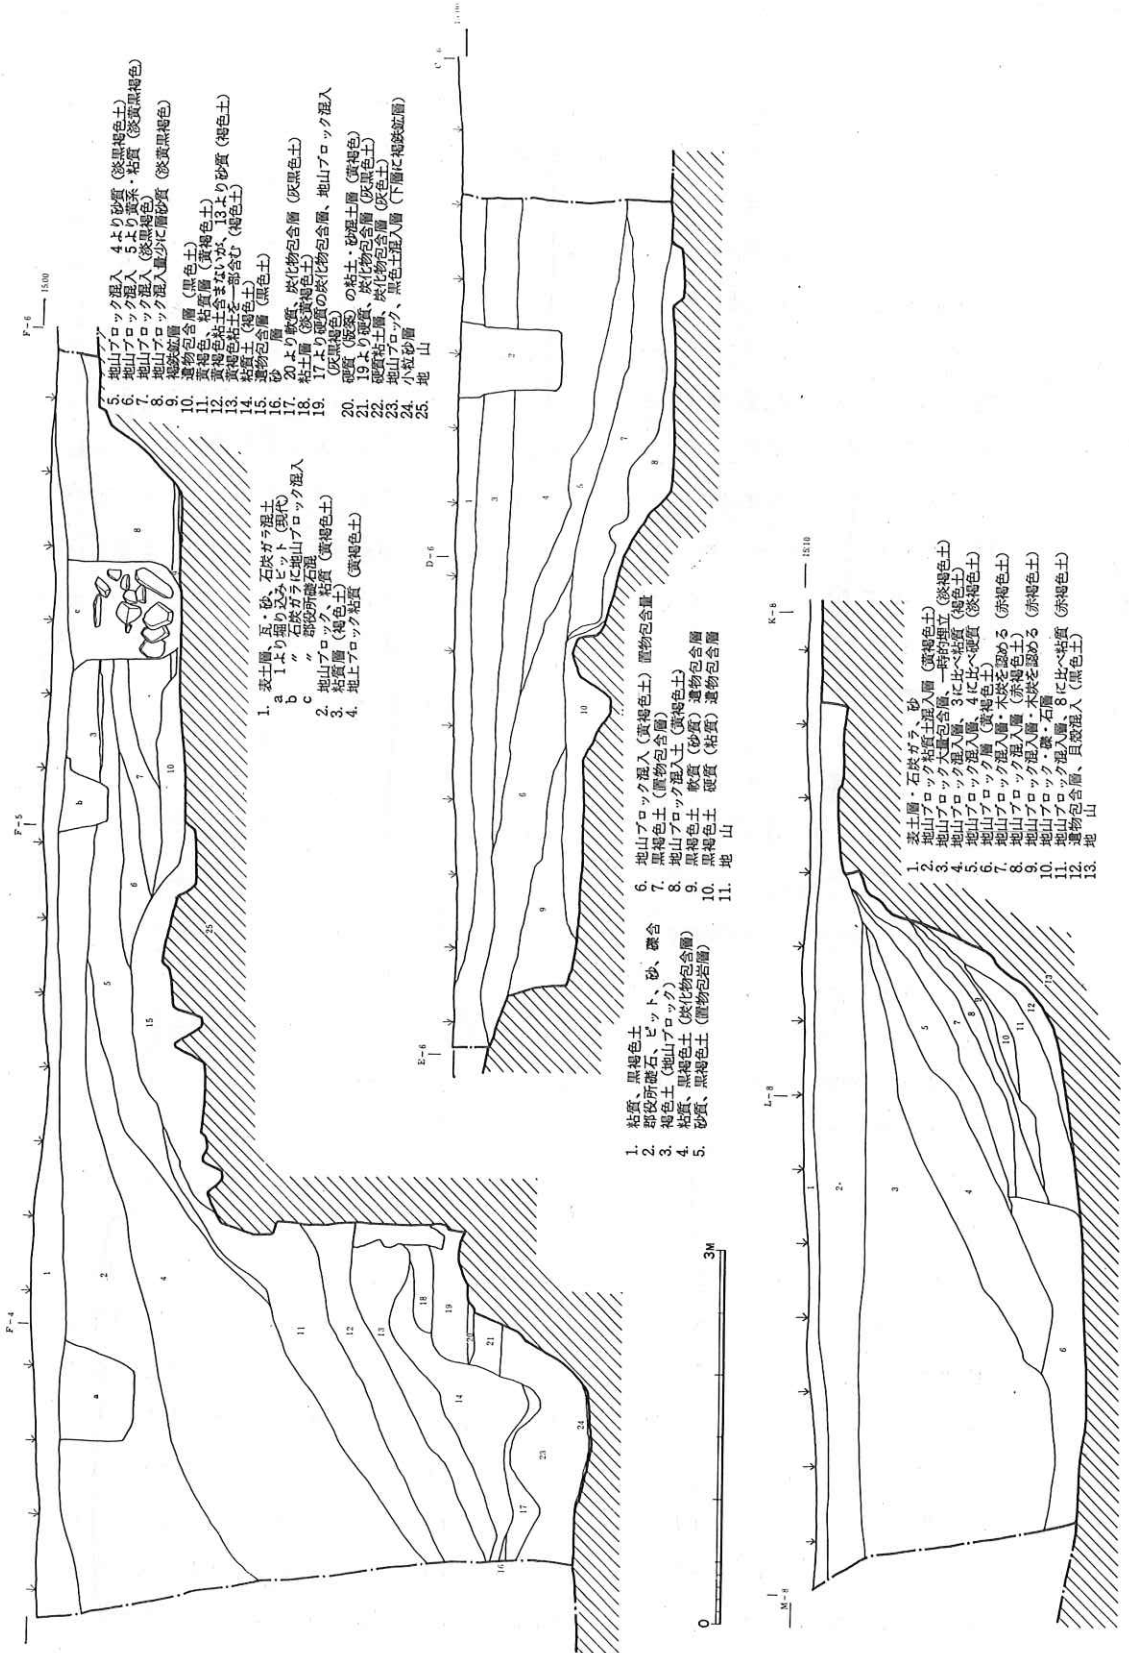 F-4
F-5
F-6
15.00
1. 表土層、瓦・砂、石炭ガラ混土
a 1より堀り込みピット (現代)
b 〃 石炭ガラに地山ブロック混入
c 〃 郡役所礎石混
2. 地山ブロック、粘質 (黄褐色土)
3. 粘質層 (褐色土)
4. 地上ブロック粘質 (黄褐色土)
5. 地山ブロック混入 4より砂質 (淡黒褐色土)
6. 地山ブロック混入 5より黄系・粘質 (淡黄黒褐色)
7. 地山ブロック混入 (淡黒褐色)
8. 地山ブロック混入量少に層砂質 (淡黄黒褐色)
9. 褐鉄鉱層
10. 遺物包含層 (黒色土)
11. 黄褐色、粘質層 (黄褐色土)
12. 黄褐色粘土含まないが、13より砂質 (褐色土)
13. 黄褐色粘土を一部含む (褐色土)
14. 粘質土 (褐色土)
15. 遺物包含層 (黒色土)
16. 砂 層
17. 20より軟質、炭化物包含層 (灰黒色土)
18. 粘土層 (淡黄褐色土)
19. 17より硬質の炭化物包含層、地山ブロック混入
(灰黒褐色)
20. 硬質 (版築) の粘土・砂混土層 (黄褐色)
21. 19より硬質、炭化物包含層 (灰黒色土)
22. 硬質粘土層、炭化物包含層 (灰色土)
23. 地山ブロック、黒色土混入層 (下層に褐鉄鉱層)
24. 小粒砂層
25. 地 山
E-6
D-6
C-6
1. 粘質、黒褐色土
2. 郡役所礎石、ピット、砂、礫含
3. 褐色土 (地山ブロック)
4. 粘質、黒褐色土 (炭化物包含層)
5. 砂質、黒褐色土 (置物包岩層)
6. 地山ブロック混入 (黄褐色土) 置物包含量
7. 黒褐色土 (置物包含層)
8. 地山ブロック混入土 (黄褐色土)
9. 黒褐色土 軟質 (砂質) 遺物包含層
10. 黒褐色土 硬質 (粘質) 遺物包含層
11. 地 山
0
3M
M-8
L-8
K-8
15.10
1. 表土層・石炭ガラ、砂
2. 地山ブロック粘質土混入層 (黄褐色土)
3. 地山ブロック大量包含層、一時的埋立 (淡褐色土)
4. 地山ブロック混入層、3に比べ粘質 (褐色土)
5. 地山ブロック混入層、4に比べ硬質 (淡褐色土)
6. 地山ブロック層 (黄褐色土)
7. 地山ブロック混入層・木炭を認める (赤褐色土)
8. 地山ブロック混入層 (赤褐色土)
9. 地山ブロック混入層・木炭を認める (赤褐色土)
10. 地山ブロック・礫・石層
11. 地山ブロック混入層、8に比べ粘質 (赤褐色土)
12. 遺物包含層、貝殻混入 (黒色土)
13. 地 山